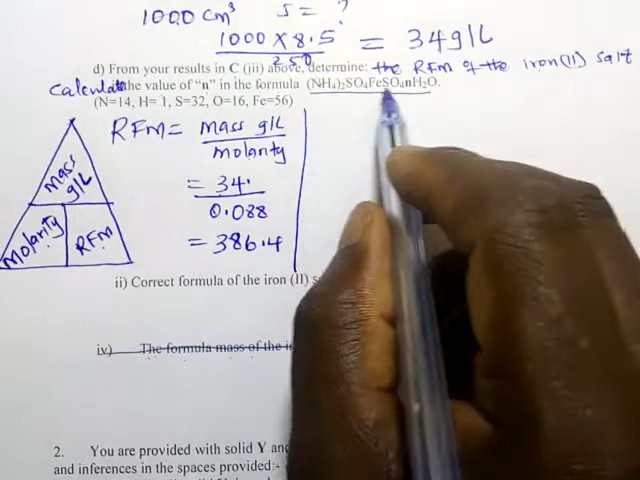 1000 cm³ 5 = ?
1000 × 8.5 / 250 = 34g/L
d) From your results in C (iii) above, determine: the RFM of the iron(II) salt
Calculate the value of “n” in the formula (NH₄)₂SO₄FeSO₄nH₂O.
(N=14, H= 1, S=32, O=16, Fe=56)
RFM = mass g/L / molarity
= 34. / 0.088
= 386.4
Mass g/L
Molarity RFM
ii) Correct formula of the iron (II) s
iv) The formula mass of the i
2. You are provided with solid Y and
and inferences in the spaces provided:-